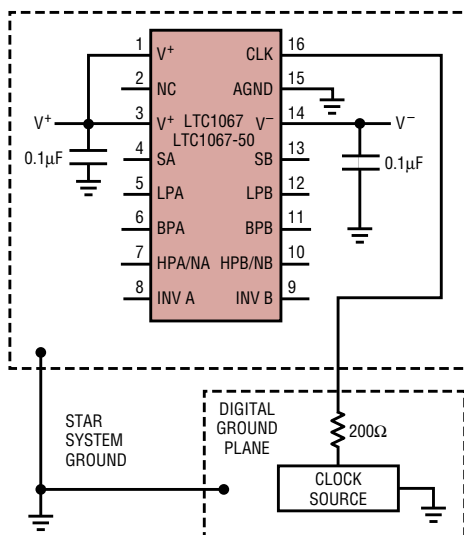 1 V+ CLK 16
2 NC AGND 15
V+ 3 V+ LTC1067 V− 14 V−
LTC1067-50
0.1μF 4 SA SB 13 0.1μF
5 LPA LPB 12
6 BPA BPB 11
7 HPA/NA HPB/NB 10
8 INV A INV B 9
STAR
SYSTEM
GROUND
DIGITAL
GROUND
PLANE
200Ω
CLOCK
SOURCE